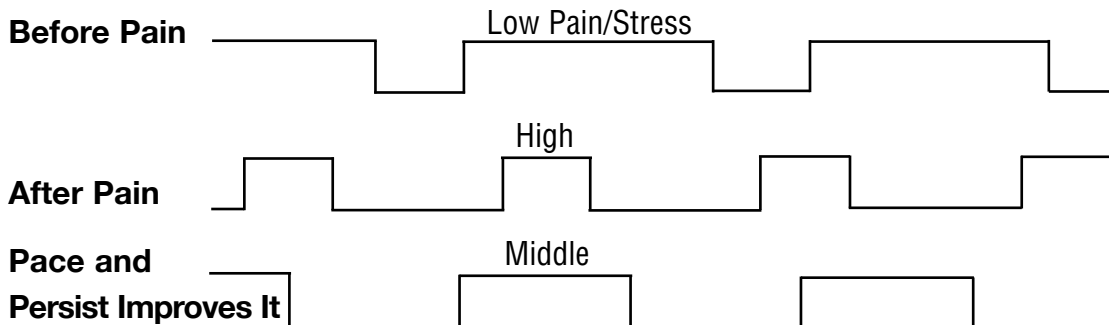 Before Pain
Low Pain/Stress
High
After Pain
Middle
Pace and
Persist Improves It